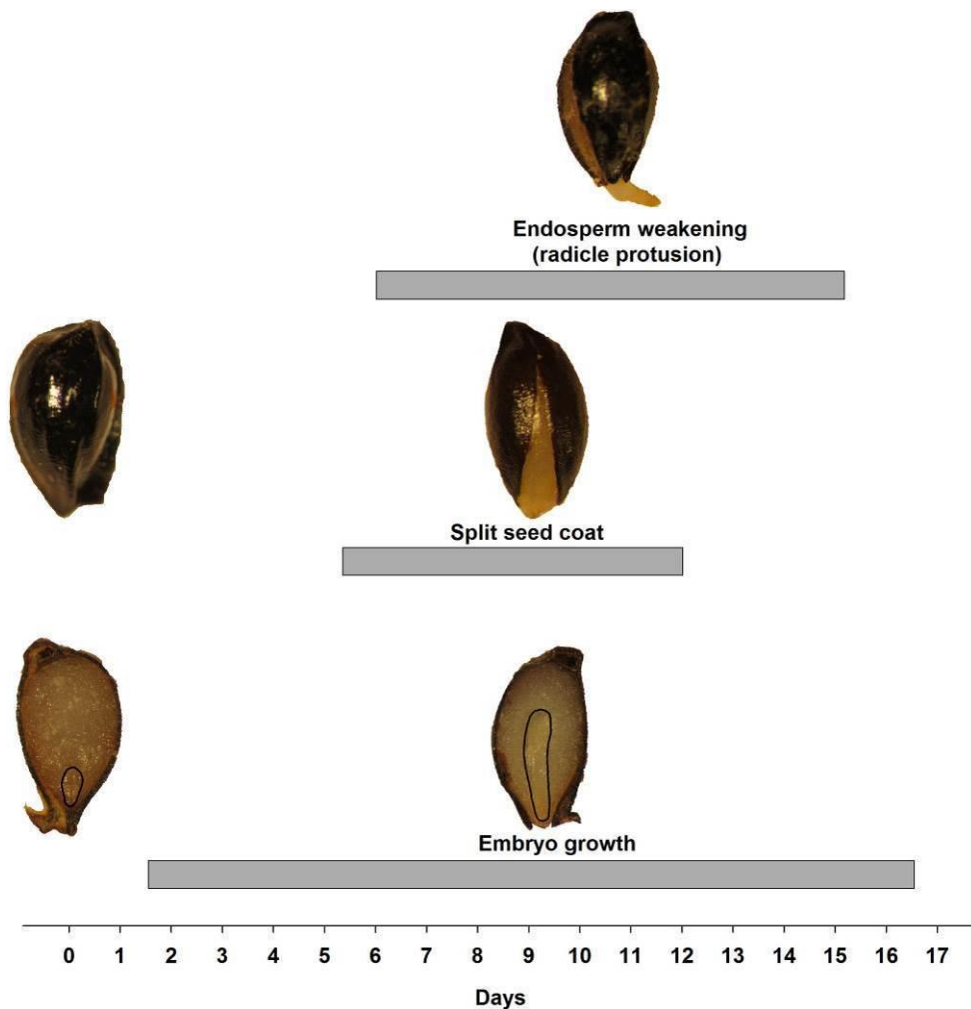 Endosperm weakening
(radicle protusion)
Split seed coat
Embryo growth
0 1 2 3 4 5 6 7 8 9 10 11 12 13 14 15 16 17
Days